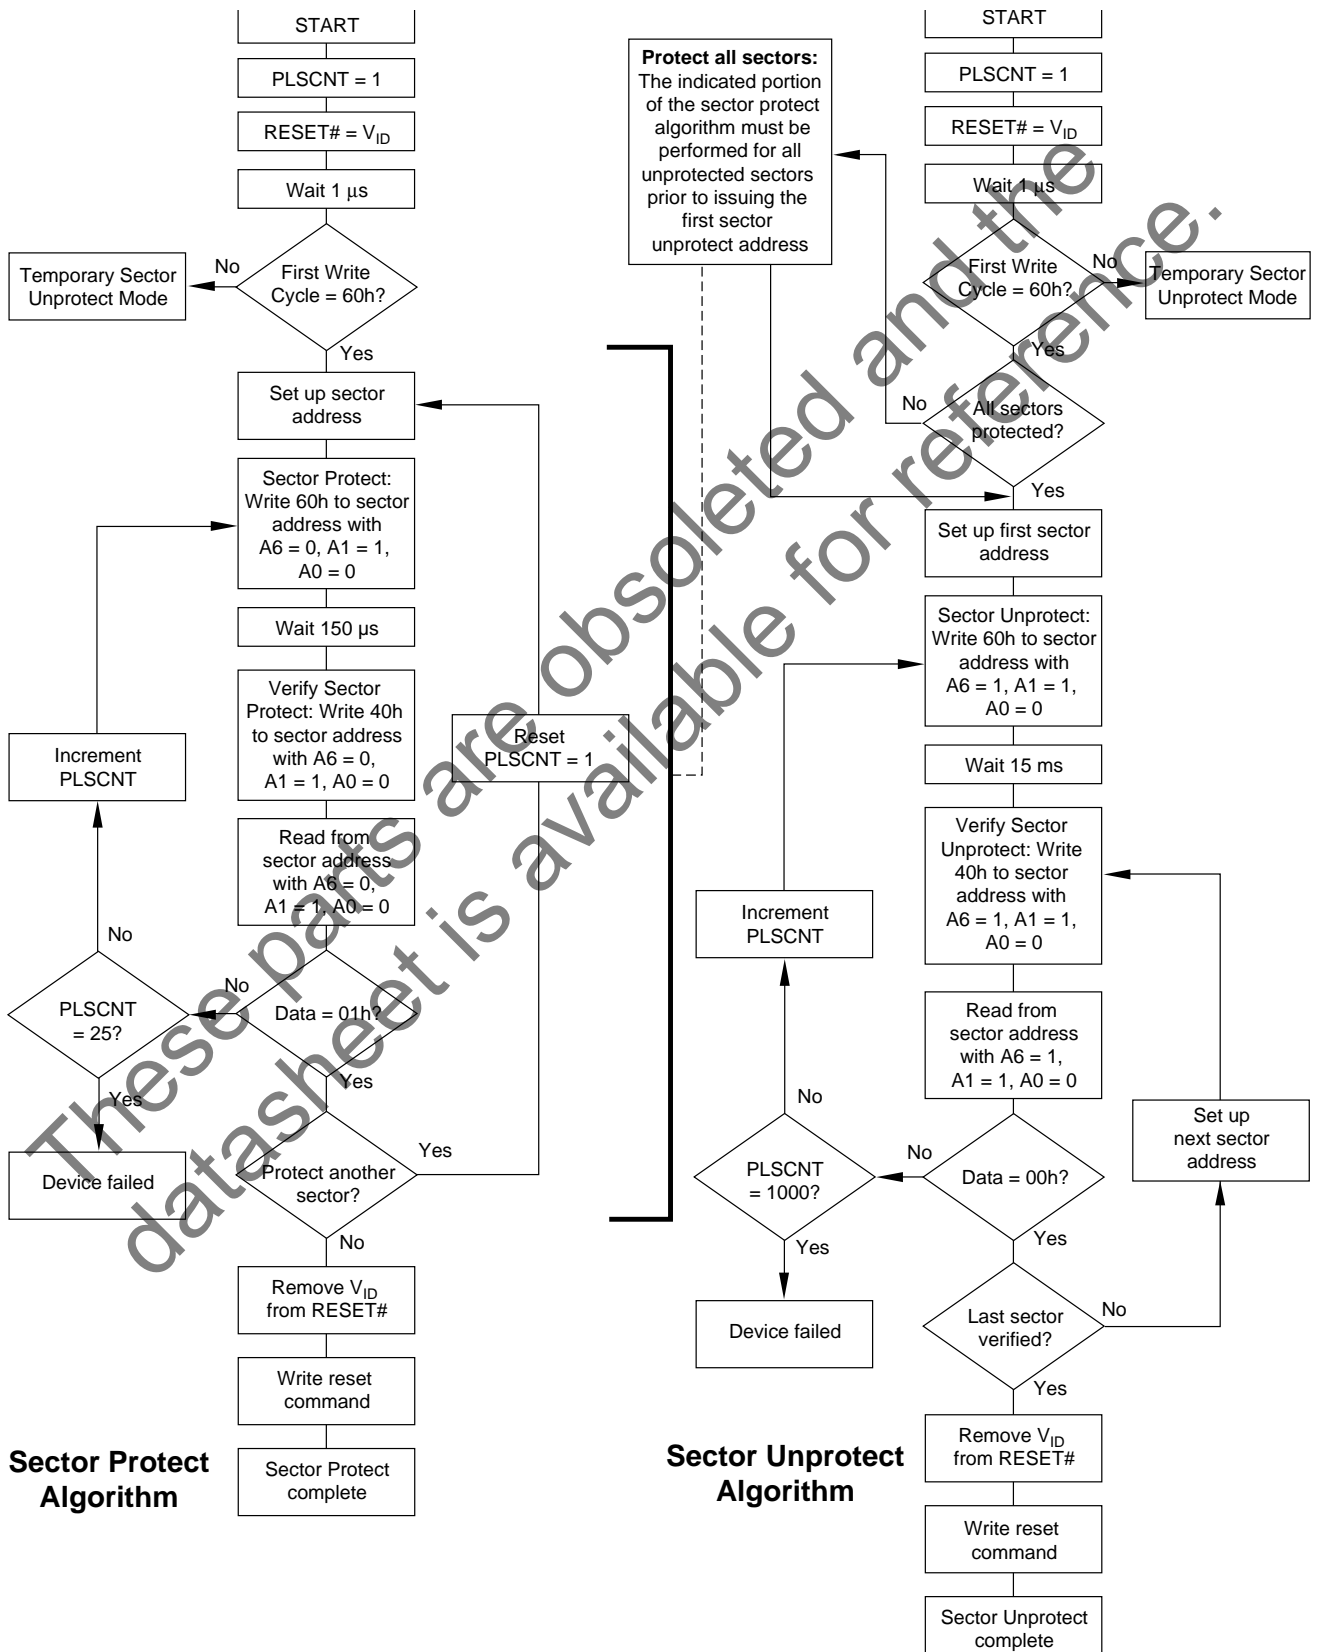 START
PLSCNT = 1
RESET# = VID
Wait 1 μs
First Write
Cycle = 60h?
No
Temporary Sector
Unprotect Mode
Yes
Set up sector
address
Sector Protect:
Write 60h to sector
address with
A6 = 0, A1 = 1,
A0 = 0
Wait 150 µs
Verify Sector
Protect: Write 40h
to sector address
with A6 = 0,
A1 = 1, A0 = 0
Reset
PLSCNT = 1
Increment
PLSCNT
Read from
sector address
with A6 = 0,
A1 = 1, A0 = 0
No
PLSCNT
= 25?
No
Data = 01h?
Yes
Yes
Device failed
Protect another
sector?
Yes
No
Remove VID
from RESET#
Write reset
command
Sector Protect
complete
Sector Protect
Algorithm
Protect all sectors:
The indicated portion
of the sector protect
algorithm must be
performed for all
unprotected sectors
prior to issuing the
first sector
unprotect address
START
PLSCNT = 1
RESET# = VID
Wait 1 μs
First Write
Cycle = 60h?
No
Temporary Sector
Unprotect Mode
Yes
No
All sectors
protected?
Yes
Set up first sector
address
Sector Unprotect:
Write 60h to sector
address with
A6 = 1, A1 = 1,
A0 = 0
Wait 15 ms
Verify Sector
Unprotect: Write
40h to sector
address with
A6 = 1, A1 = 1,
A0 = 0
Increment
PLSCNT
Read from
sector address
with A6 = 1,
A1 = 1, A0 = 0
No
PLSCNT
= 1000?
No
Data = 00h?
Set up
next sector
address
Yes
Yes
Device failed
Last sector
verified?
No
Yes
Remove VID
from RESET#
Write reset
command
Sector Unprotect
complete
Sector Unprotect
Algorithm
These parts are obsoleted and the
datasheet is available for reference.